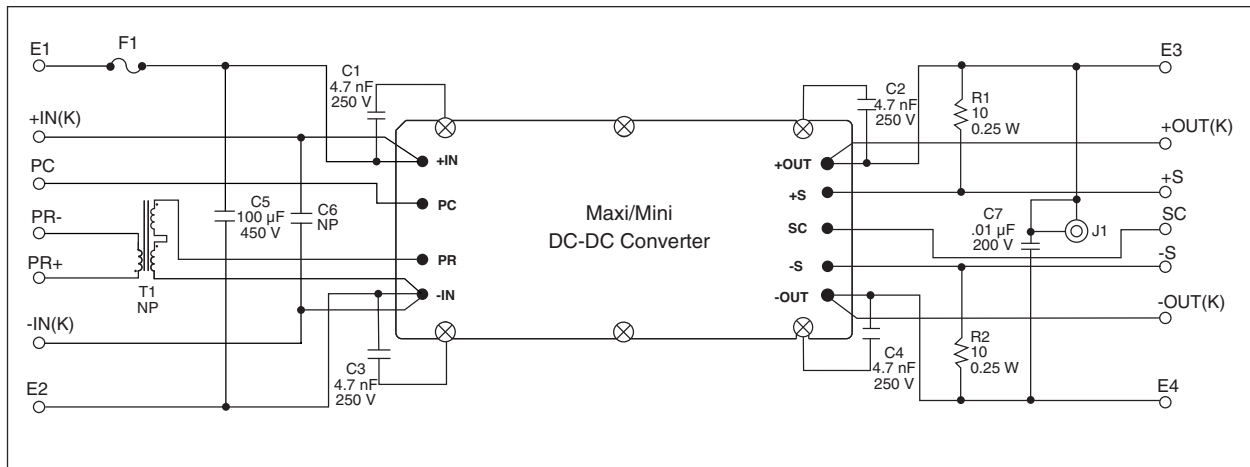 E1
F1
+IN(K)
PC
PR-
PR+
T1
NP
-IN(K)
E2
C1
4.7 nF
250 V
C5
100 µF
450 V
C6
NP
C3
4.7 nF
250 V
+IN
PC
PR
-IN
Maxi/Mini
DC-DC Converter
+OUT
+S
SC
-S
-OUT
C2
4.7 nF
250 V
C4
4.7 nF
250 V
R1
10
0.25 W
C7
.01 µF
200 V
J1
R2
10
0.25 W
E3
+OUT(K)
+S
SC
-S
-OUT(K)
E4